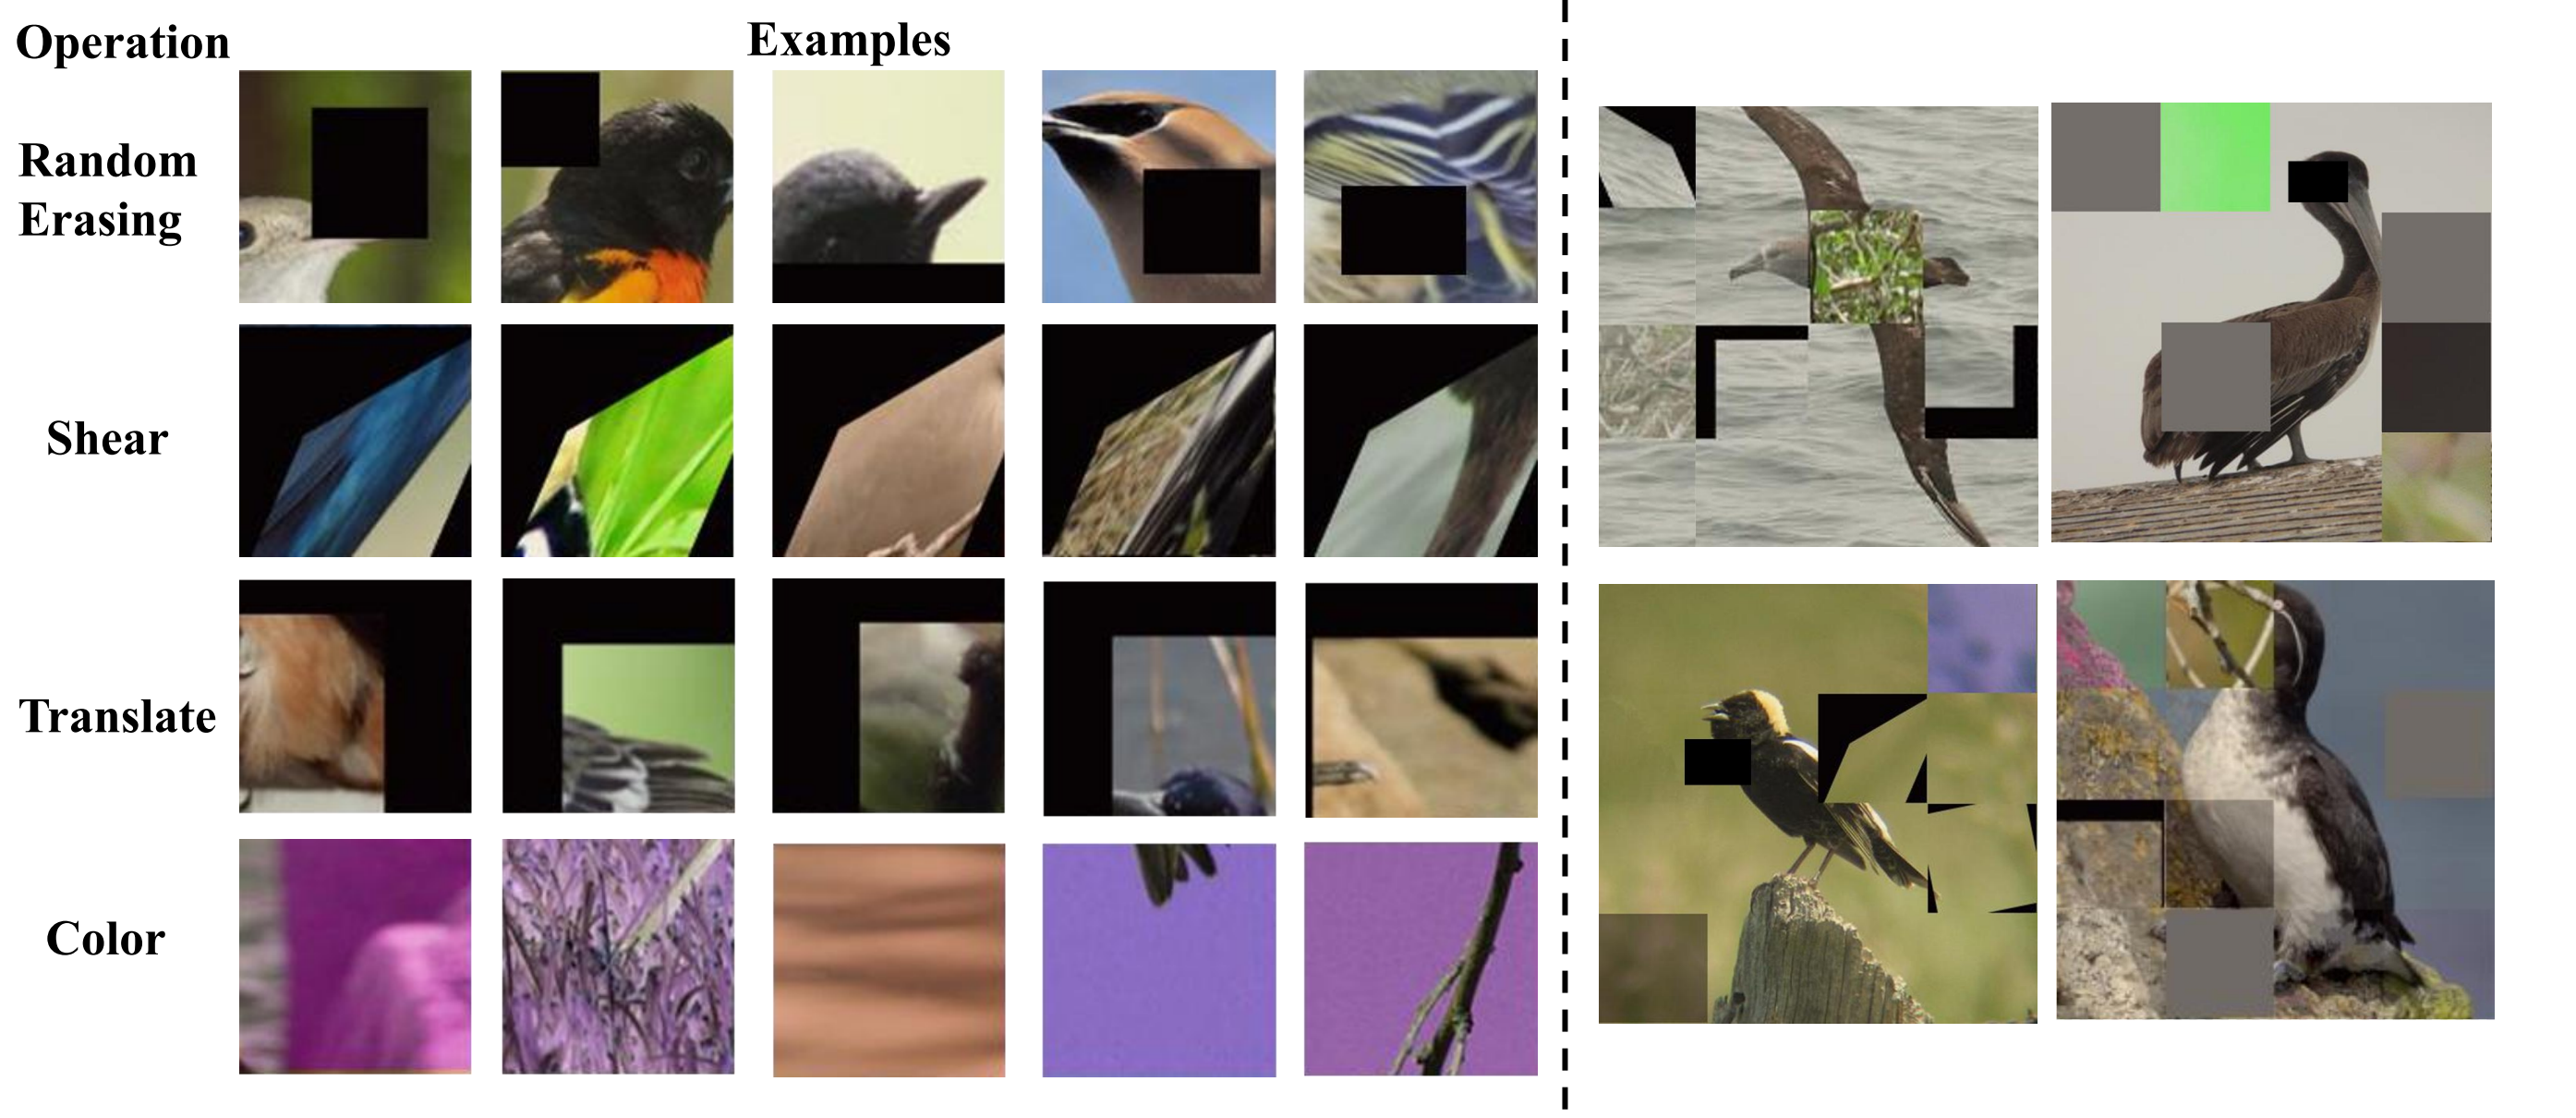 Operation
Examples
Random
Erasing
Shear
Translate
Color